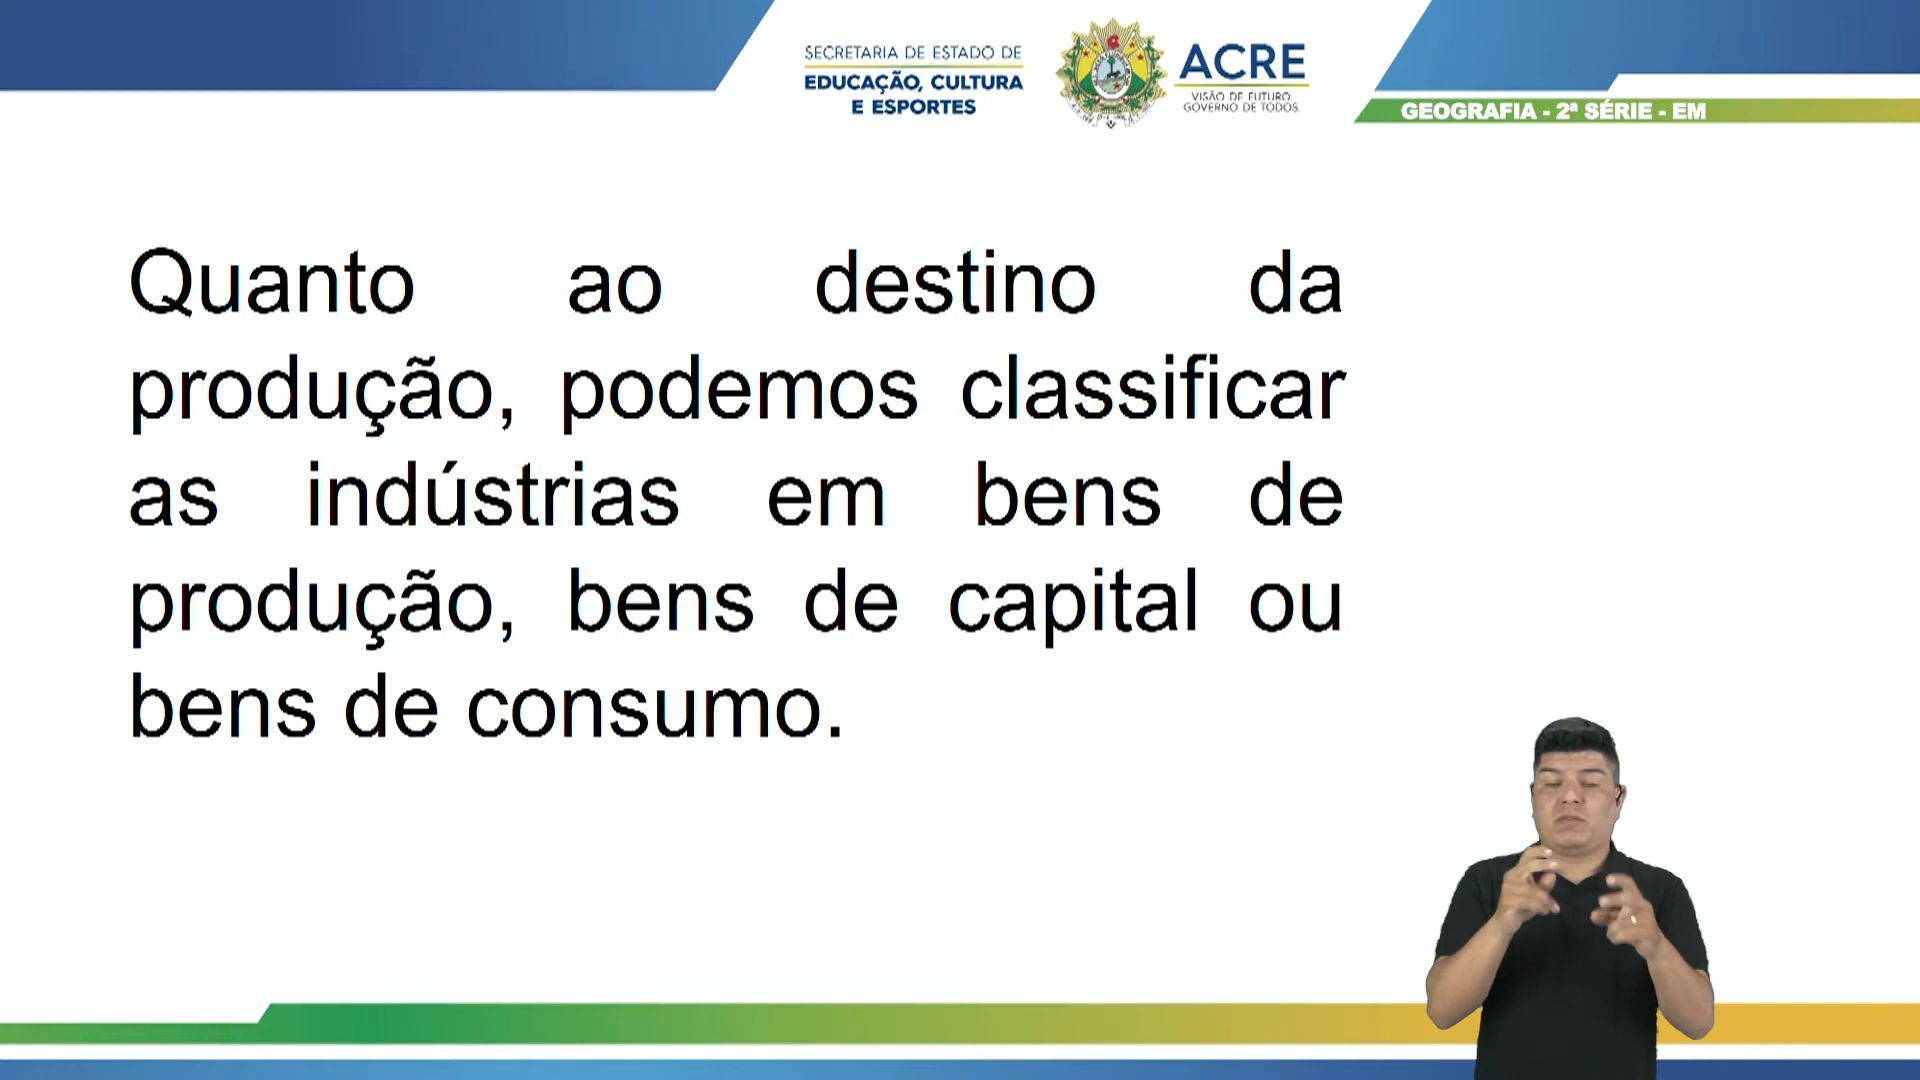 SECRETARIA DE ESTADO DE
EDUCAÇÃO, CULTURA
E ESPORTES
ACRE
VISÃO DE FUTURO
GOVERNO DE TODOS.
GEOGRAFIA - 2ª SÉRIE - EM
Quanto ao destino da
produção, podemos classificar
as indústrias em bens de
produção, bens de capital ou
bens de consumo.